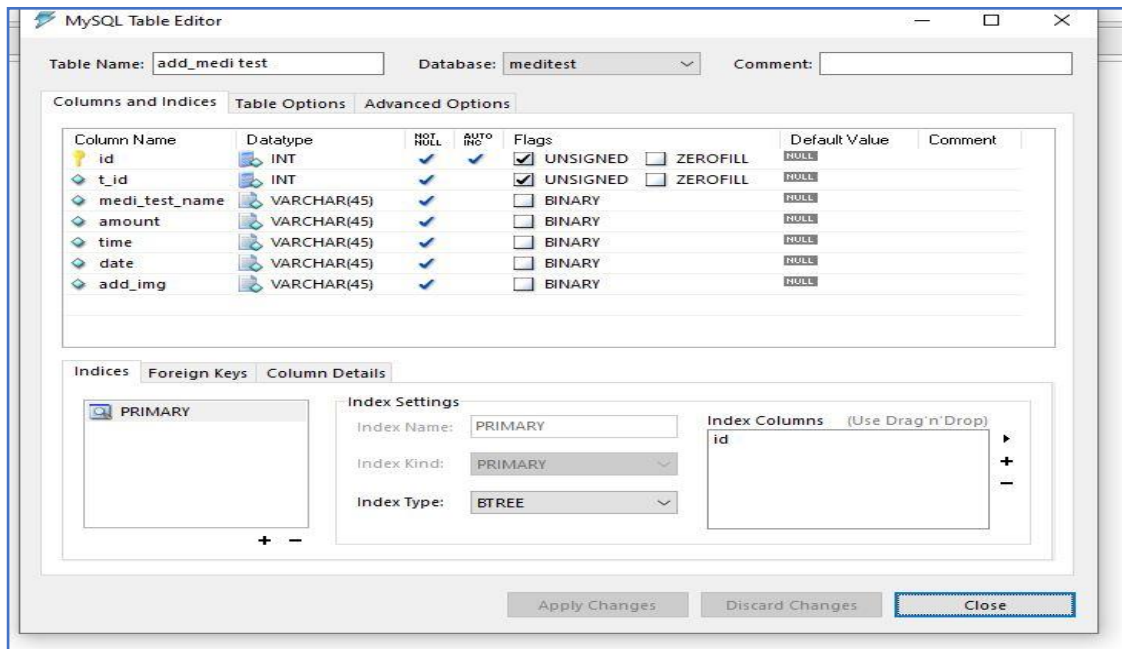 MySQL Table Editor
Table Name: add_medi test Database: meditest Comment:
Columns and Indices Table Options Advanced Options
Column Name Datatype NOT NULL AUTO INC Flags Default Value Comment
id INT UNSIGNED ZEROFILL NULL
t_id INT UNSIGNED ZEROFILL NULL
medi_test_name VARCHAR(45) BINARY NULL
amount VARCHAR(45) BINARY NULL
time VARCHAR(45) BINARY NULL
date VARCHAR(45) BINARY NULL
add_img VARCHAR(45) BINARY NULL
Indices Foreign Keys Column Details
PRIMARY
Index Settings
Index Name: PRIMARY
Index Kind: PRIMARY
Index Type: BTREE
Index Columns (Use Drag'n'Drop)
id
Apply Changes Discard Changes Close